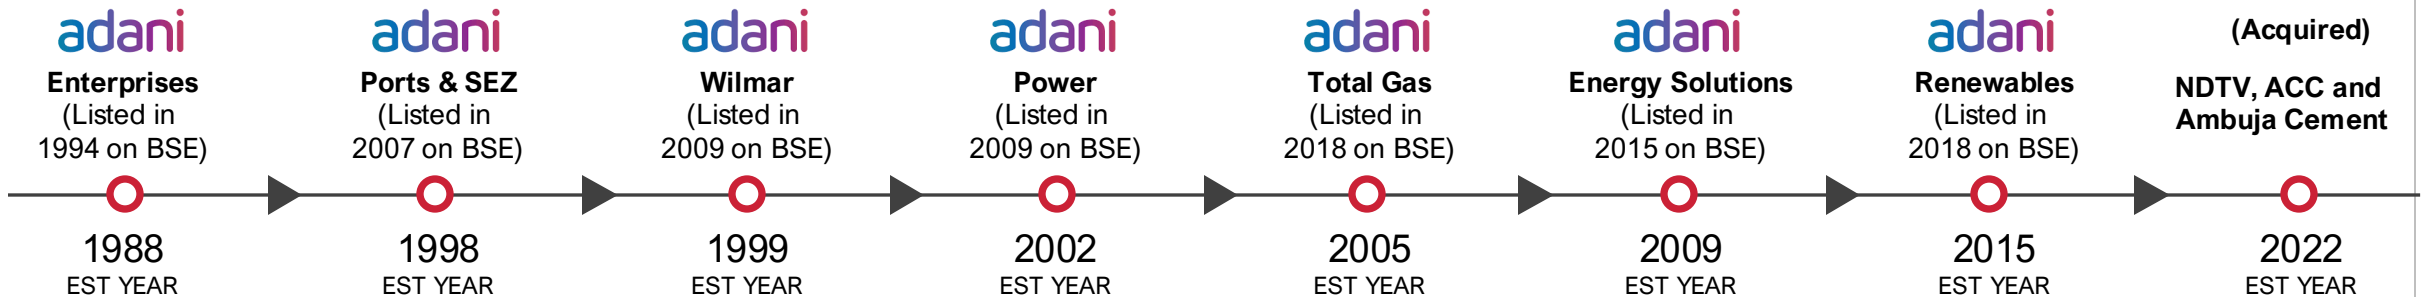 adani
Enterprises
(Listed in
1994 on BSE)
1988
EST YEAR
adani
Ports & SEZ
(Listed in
2007 on BSE)
1998
EST YEAR
adani
Wilmar
(Listed in
2009 on BSE)
1999
EST YEAR
adani
Power
(Listed in
2009 on BSE)
2002
EST YEAR
adani
Total Gas
(Listed in
2018 on BSE)
2005
EST YEAR
adani
Energy Solutions
(Listed in
2015 on BSE)
2009
EST YEAR
adani
Renewables
(Listed in
2018 on BSE)
2015
EST YEAR
(Acquired)
NDTV, ACC and
Ambuja Cement
2022
EST YEAR